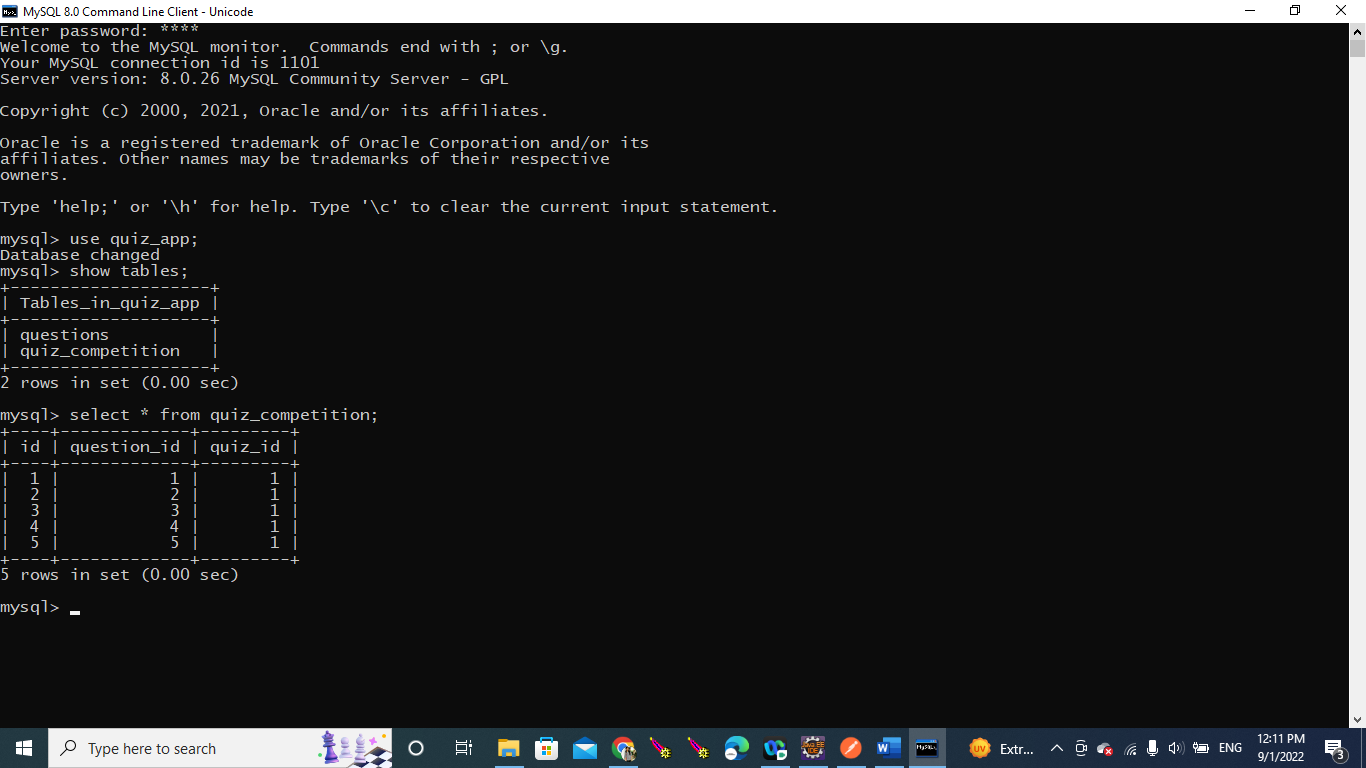 MySQL 8.0 Command Line Client - Unicode
Enter password: ****
Welcome to the MySQL monitor.  Commands end with ; or \g.
Your MySQL connection id is 1101
Server version: 8.0.26 MySQL Community Server - GPL
Copyright (c) 2000, 2021, Oracle and/or its affiliates.
Oracle is a registered trademark of Oracle Corporation and/or its
affiliates. Other names may be trademarks of their respective
owners.
Type 'help;' or '\h' for help. Type '\c' to clear the current input statement.
mysql> use quiz_app;
Database changed
mysql> show tables;
+--------------------+
| Tables_in_quiz_app |
+--------------------+
| questions          |
| quiz_competition   |
+--------------------+
2 rows in set (0.00 sec)
mysql> select * from quiz_competition;
+----+-------------+---------+
| id | question_id | quiz_id |
+----+-------------+---------+
|  1 |           1 |       1 |
|  2 |           2 |       1 |
|  3 |           3 |       1 |
|  4 |           4 |       1 |
|  5 |           5 |       1 |
+----+-------------+---------+
5 rows in set (0.00 sec)
mysql>
Type here to search
UV Extr... ENG 12:11 PM
9/1/2022
3